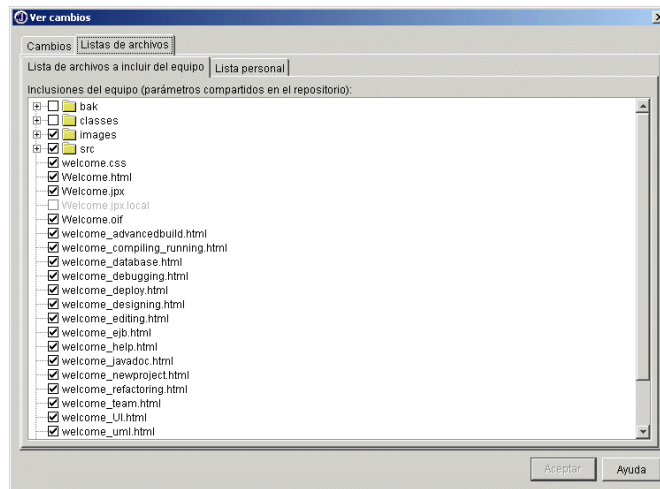 Ver cambios
Cambios Listas de archivos
Lista de archivos a incluir del equipo Lista personal
Inclusiones del equipo (parámetros compartidos en el repositorio):
bak
classes
images
src
welcome.css
Welcome.html
Welcome.jpx
Welcome.jpx.local
Welcome.oif
welcome_advancedbuild.html
welcome_compiling_running.html
welcome_database.html
welcome_debugging.html
welcome_deploy.html
welcome_designing.html
welcome_editing.html
welcome_ejb.html
welcome_help.html
welcome_javadoc.html
welcome_newproject.html
welcome_refactoring.html
welcome_team.html
welcome_UI.html
welcome_uml.html
Aceptar Ayuda